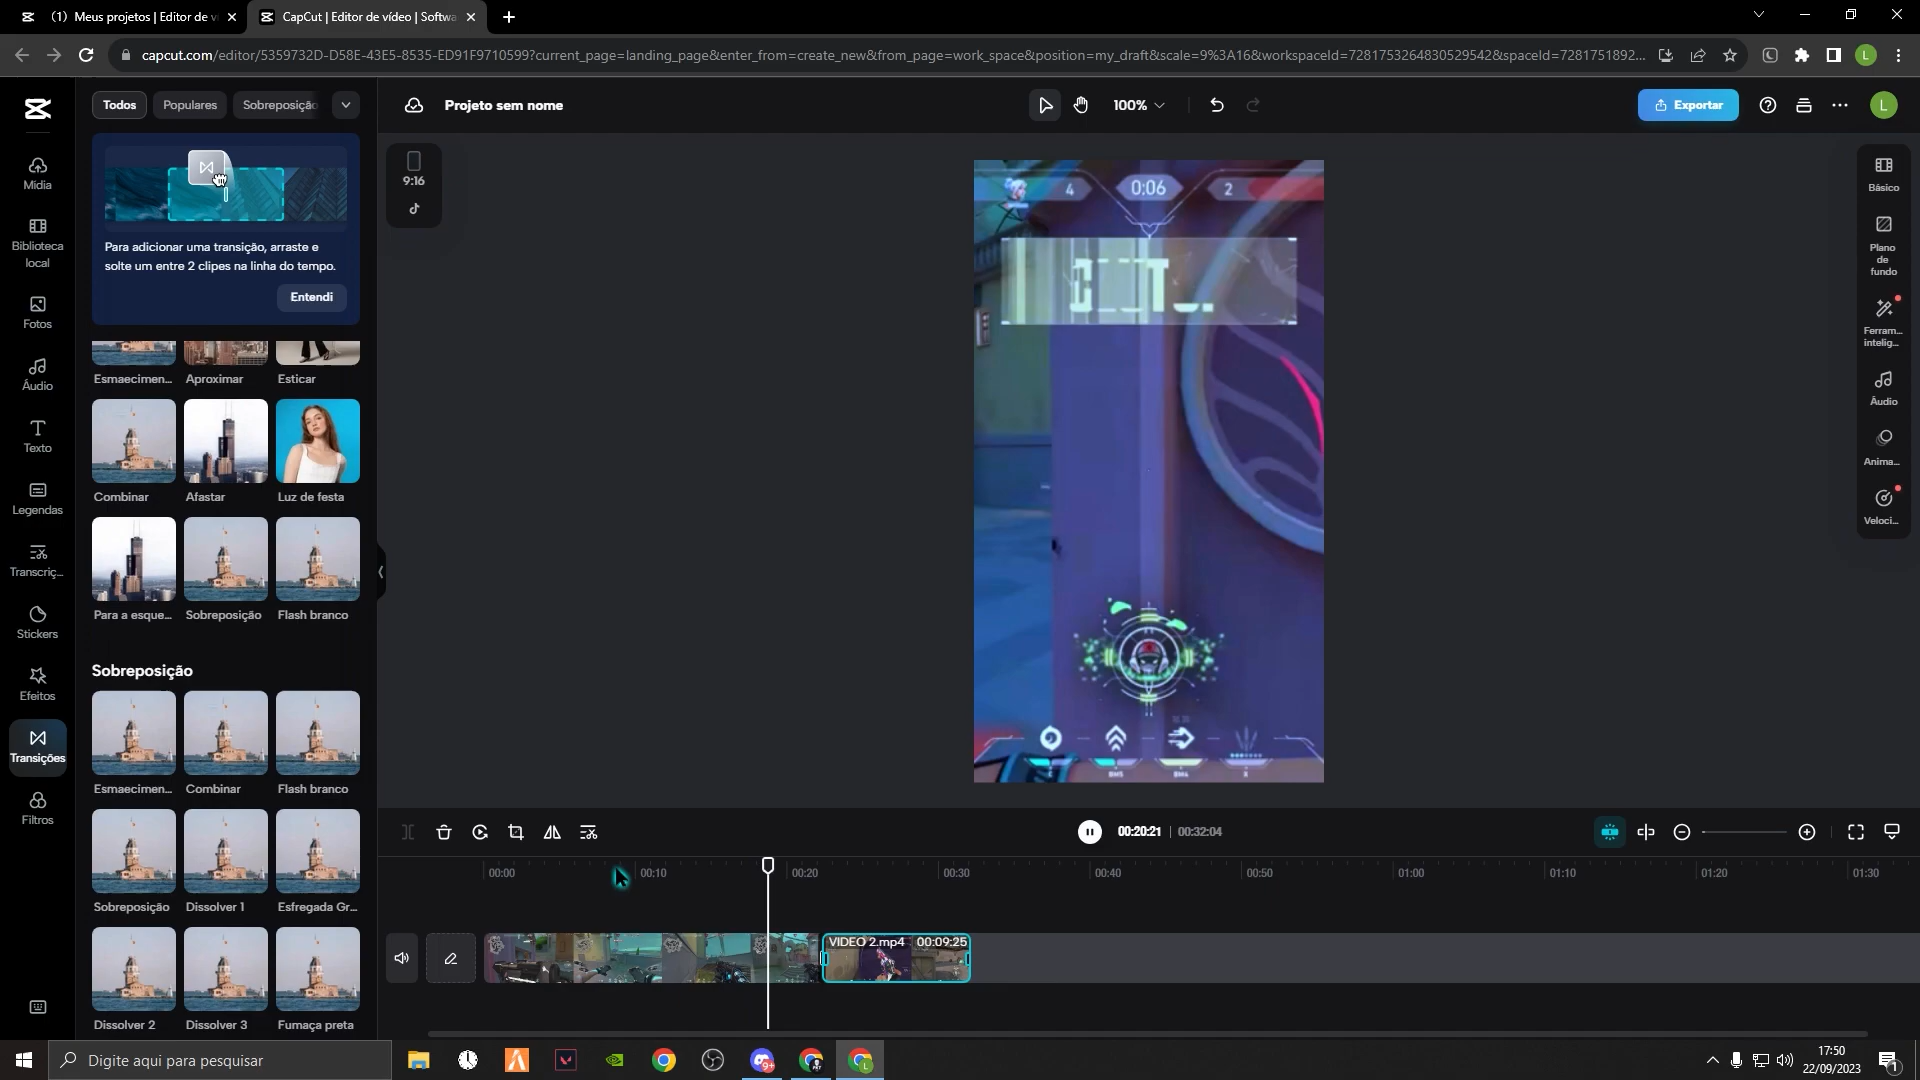 (1) Meus projetos | Editor de v
CapCut | Editor de vídeo | Softwa
capcut.com/editor/5359732D-D58E-43E5-8535-ED91F9710599?current_page=landing_page&enter_from=create_new&from_page=work_space&position=my_draft&scale=9%3A16&workspaceId=7281753264830529542&spaceId=7281751892...
L
Todos
Populares
Sobreposição
Projeto sem nome
100%
Exportar
L
Mídia
Biblioteca
local
Fotos
Áudio
Texto
Legendas
Transcriç...
Stickers
Efeitos
Transições
Filtros
Para adicionar uma transição, arraste e
solte um entre 2 clipes na linha do tempo.
Entendi
Esmaecimen...
Aproximar
Esticar
Combinar
Afastar
Luz de festa
Para a esque...
Sobreposição
Flash branco
Sobreposição
Esmaecimen...
Combinar
Flash branco
Sobreposição
Dissolver 1
Esfregada Gr...
Dissolver 2
Dissolver 3
Fumaça preta
9:16
4
0:06
2
Básico
Plano
de
fundo
Ferram...
intelig...
Áudio
Anima...
Veloci...
00:20:21 | 00:32:04
00:00
00:10
00:20
00:30
00:40
00:50
01:00
01:10
01:20
01:30
VIDEO 2.mp4 00:09:25
Digite aqui para pesquisar
9+
17:50
22/09/2023
1